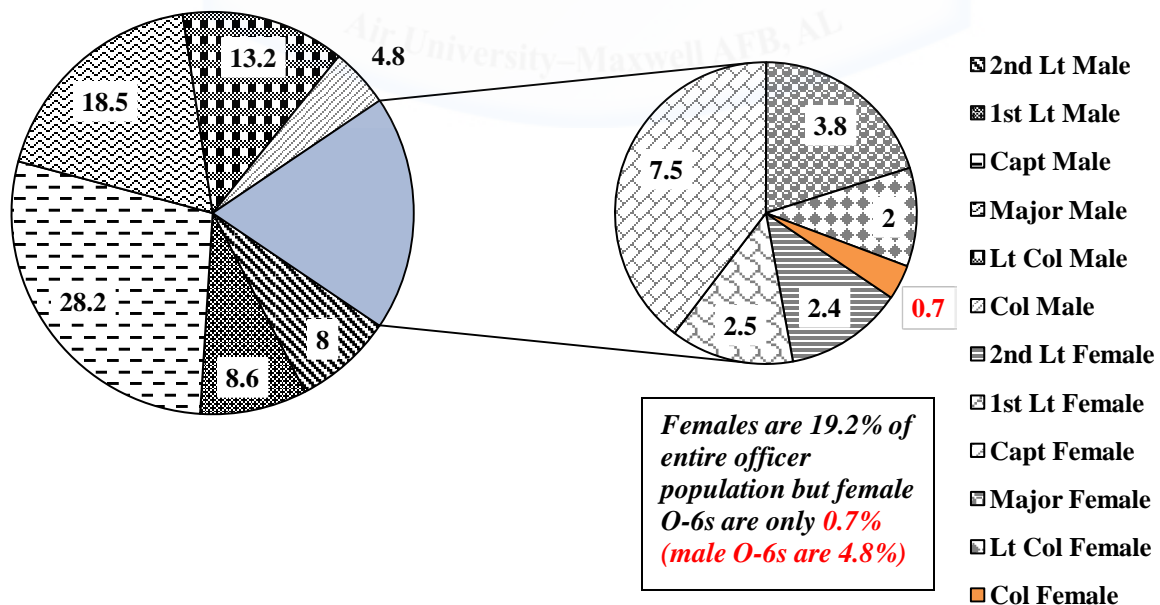 Air University–Maxwell AFB, AL
13.2
4.8
18.5
28.2
8.6
8
3.8
7.5
2
0.7
2.4
2.5
2nd Lt Male
1st Lt Male
Capt Male
Major Male
Lt Col Male
Col Male
2nd Lt Female
1st Lt Female
Capt Female
Major Female
Lt Col Female
Col Female
Females are 19.2% of
entire officer
population but female
O-6s are only 0.7%
(male O-6s are 4.8%)